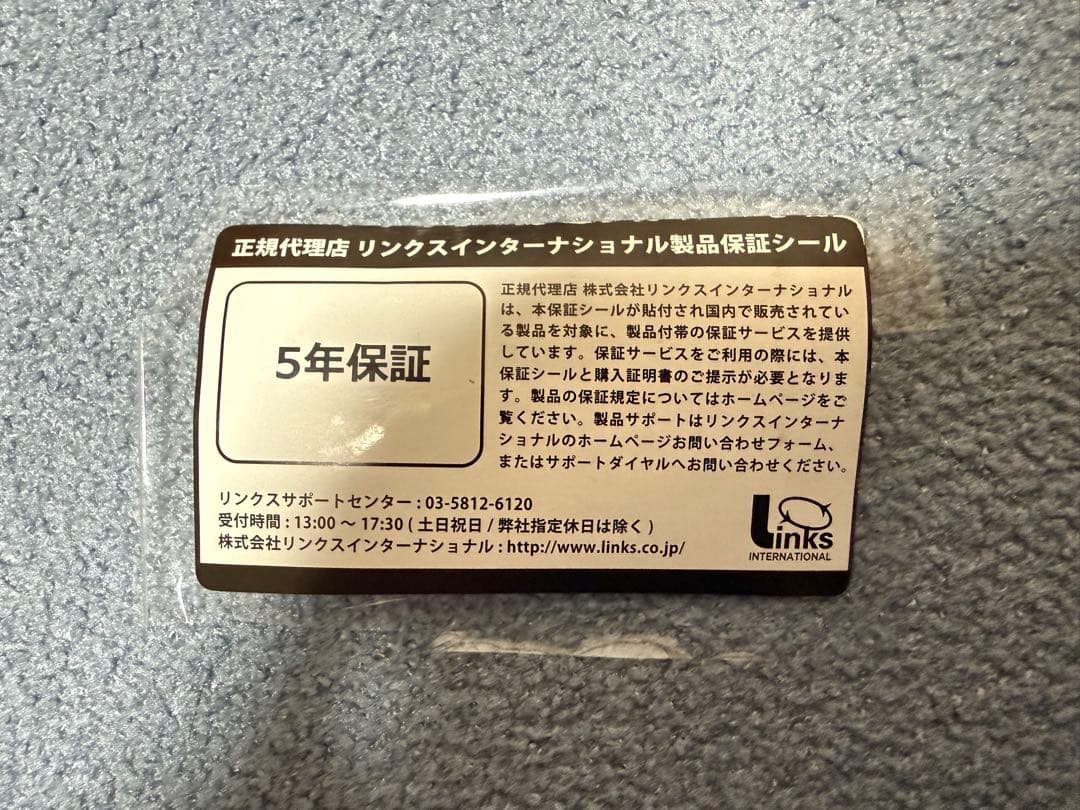 正規代理店 リンクスインターナショナル製品保証シール
5年保証
正規代理店 株式会社リンクスインターナショナル
は、本保証シールが貼付され国内で販売されてい
る製品を対象に、製品付帯の保証サービスを提供
しています。保証サービスをご利用の際には、本
保証シールと購入証明書のご提示が必要となりま
す。製品の保証規定についてはホームページをご
覧ください。製品サポートはリンクスインターナ
ショナルのホームページお問い合わせフォーム、
またはサポートダイヤルへお問い合わせください。
リンクスサポートセンター : 03-5812-6120
受付時間 : 13:00 〜 17:30 ( 土日祝日 / 弊社指定休日は除く )
株式会社リンクスインターナショナル : http://www.links.co.jp/
Links
INTERNATIONAL